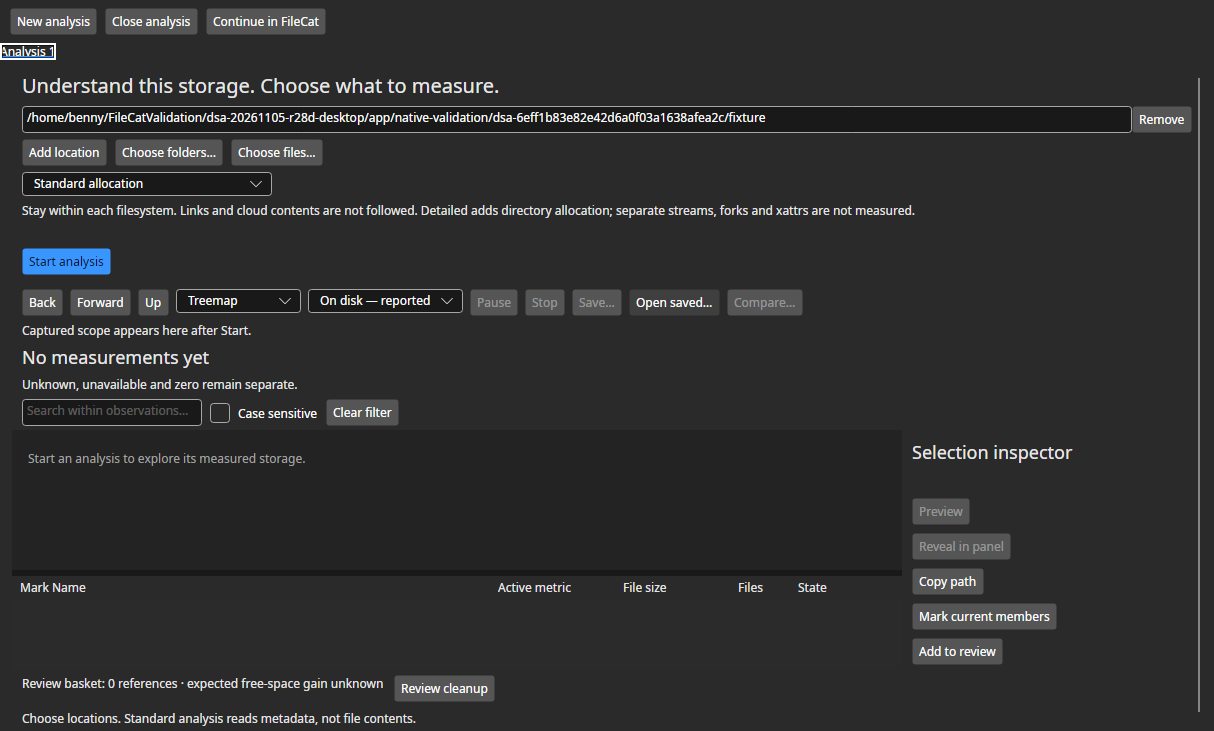 New analysis Close analysis Continue in FileCat
Analysis 1
Understand this storage. Choose what to measure.
/home/benny/FileCatValidation/dsa-20261105-r28d-desktop/app/native-validation/dsa-6eff1b83e82e42d6a0f03a1638afea2c/fixture Remove
Add location Choose folders... Choose files...
Standard allocation
Stay within each filesystem. Links and cloud contents are not followed. Detailed adds directory allocation; separate streams, forks and xattrs are not measured.
Start analysis
Back Forward Up Treemap On disk — reported Pause Stop Save... Open saved... Compare...
Captured scope appears here after Start.
No measurements yet
Unknown, unavailable and zero remain separate.
Search within observations... Case sensitive Clear filter
Start an analysis to explore its measured storage.
Selection inspector
Preview
Reveal in panel
Copy path
Mark current members
Add to review
Mark Name Active metric File size Files State
Review basket: 0 references · expected free-space gain unknown Review cleanup
Choose locations. Standard analysis reads metadata, not file contents.